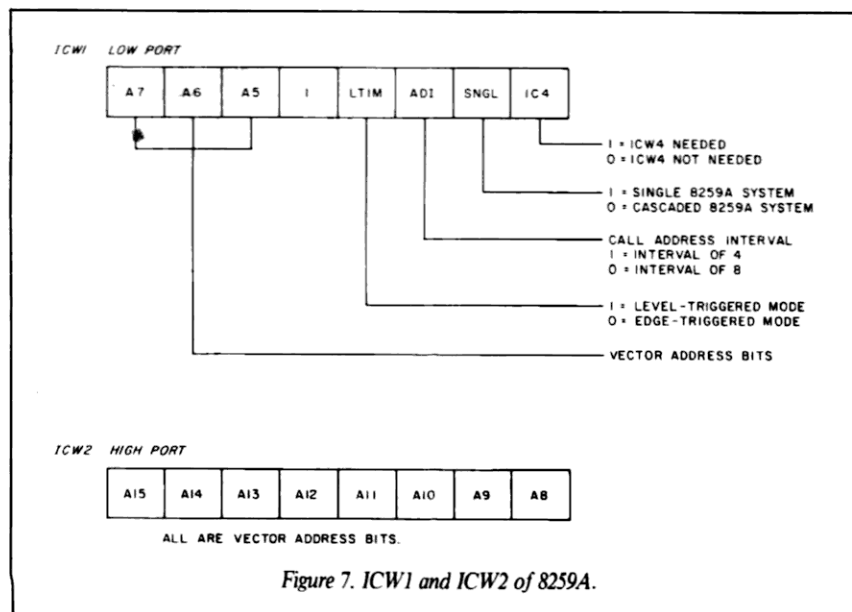 ICW1 LOW PORT
A7 A6 A5 1 LTIM ADI SNGL IC4
1 = ICW4 NEEDED
0 = ICW4 NOT NEEDED
1 = SINGLE 8259A SYSTEM
0 = CASCADED 8259A SYSTEM
CALL ADDRESS INTERVAL
1 = INTERVAL OF 4
0 = INTERVAL OF 8
1 = LEVEL-TRIGGERED MODE
0 = EDGE-TRIGGERED MODE
VECTOR ADDRESS BITS
ICW2 HIGH PORT
A15 A14 A13 A12 A11 A10 A9 A8
ALL ARE VECTOR ADDRESS BITS.
Figure 7. ICW1 and ICW2 of 8259A.